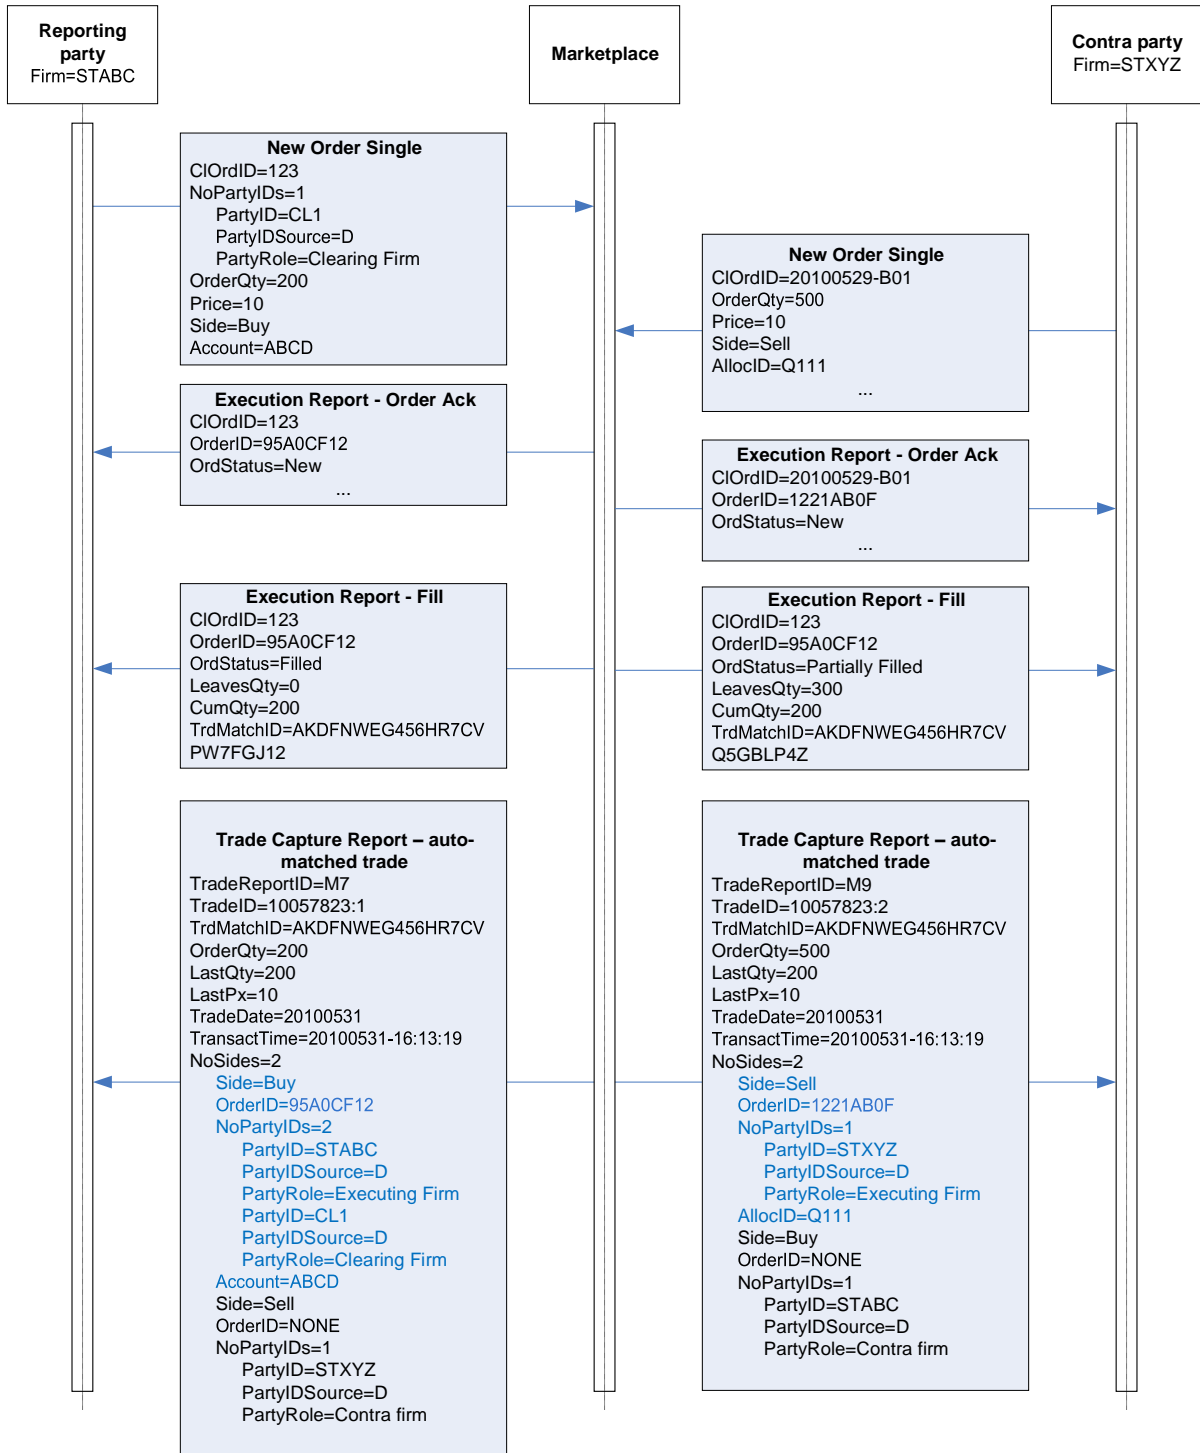 Reporting
party
Firm=STABC
Marketplace
Contra party
Firm=STXYZ
New Order Single
ClOrdID=123
NoPartyIDs=1
PartyID=CL1
PartyIDSource=D
PartyRole=Clearing Firm
OrderQty=200
Price=10
Side=Buy
Account=ABCD
New Order Single
ClOrdID=20100529-B01
OrderQty=500
Price=10
Side=Sell
AllocID=Q111
...
Execution Report - Order Ack
ClOrdID=123
OrderID=95A0CF12
OrdStatus=New
...
Execution Report - Order Ack
ClOrdID=20100529-B01
OrderID=1221AB0F
OrdStatus=New
...
Execution Report - Fill
ClOrdID=123
OrderID=95A0CF12
OrdStatus=Filled
LeavesQty=0
CumQty=200
TrdMatchID=AKDFNWEG456HR7CV
PW7FGJ12
Execution Report - Fill
ClOrdID=123
OrderID=95A0CF12
OrdStatus=Partially Filled
LeavesQty=300
CumQty=200
TrdMatchID=AKDFNWEG456HR7CV
Q5GBLP4Z
Trade Capture Report – auto-
matched trade
TradeReportID=M7
TradeID=10057823:1
TrdMatchID=AKDFNWEG456HR7CV
OrderQty=200
LastQty=200
LastPx=10
TradeDate=20100531
TransactTime=20100531-16:13:19
NoSides=2
Side=Buy
OrderID=95A0CF12
NoPartyIDs=2
PartyID=STABC
PartyIDSource=D
PartyRole=Executing Firm
PartyID=CL1
PartyIDSource=D
PartyRole=Clearing Firm
Account=ABCD
Side=Sell
OrderID=NONE
NoPartyIDs=1
PartyID=STXYZ
PartyIDSource=D
PartyRole=Contra firm
Trade Capture Report – auto-
matched trade
TradeReportID=M9
TradeID=10057823:2
TrdMatchID=AKDFNWEG456HR7CV
OrderQty=500
LastQty=200
LastPx=10
TradeDate=20100531
TransactTime=20100531-16:13:19
NoSides=2
Side=Sell
OrderID=1221AB0F
NoPartyIDs=1
PartyID=STXYZ
PartyIDSource=D
PartyRole=Executing Firm
AllocID=Q111
Side=Buy
OrderID=NONE
NoPartyIDs=1
PartyID=STABC
PartyIDSource=D
PartyRole=Contra firm